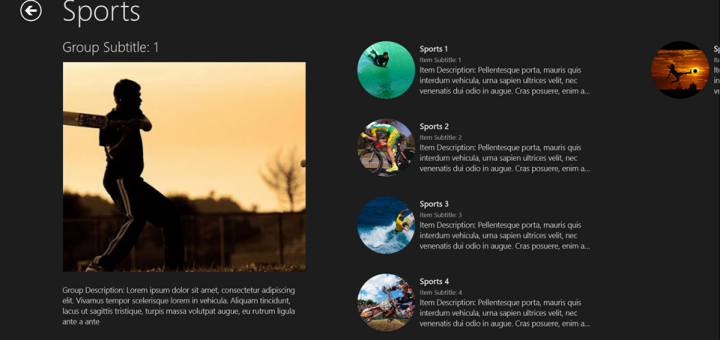 Sports
Group Subtitle: 1
Group Description: Lorem ipsum dolor sit amet, consectetur adipiscing
elit. Vivamus tempor scelerisque lorem in vehicula. Aliquam tincidunt,
lacus ut sagittis tristique, turpis massa volutpat augue, eu rutrum ligula
ante a ante
Sports 1
Item Subtitle: 1
Item Description: Pellentesque porta, mauris quis
interdum vehicula, urna sapien ultrices velit, nec
venenatis dui odio in augue. Cras posuere, enim a...
Sports 2
Item Subtitle: 2
Item Description: Pellentesque porta, mauris quis
interdum vehicula, urna sapien ultrices velit, nec
venenatis dui odio in augue. Cras posuere, enim a...
Sports 3
Item Subtitle: 3
Item Description: Pellentesque porta, mauris quis
interdum vehicula, urna sapien ultrices velit, nec
venenatis dui odio in augue. Cras posuere, enim a...
Sports 4
Item Subtitle: 4
Item Description: Pellentesque porta, mauris quis
interdum vehicula, urna sapien ultrices velit, nec
venenatis dui odio in augue. Cras posuere, enim a...